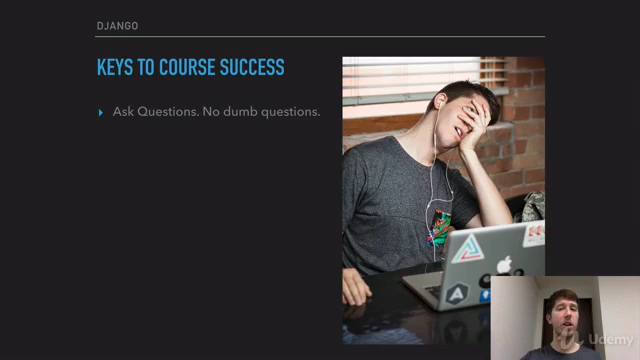 DJANGO
KEYS TO COURSE SUCCESS
Ask Questions. No dumb questions.
Udemy